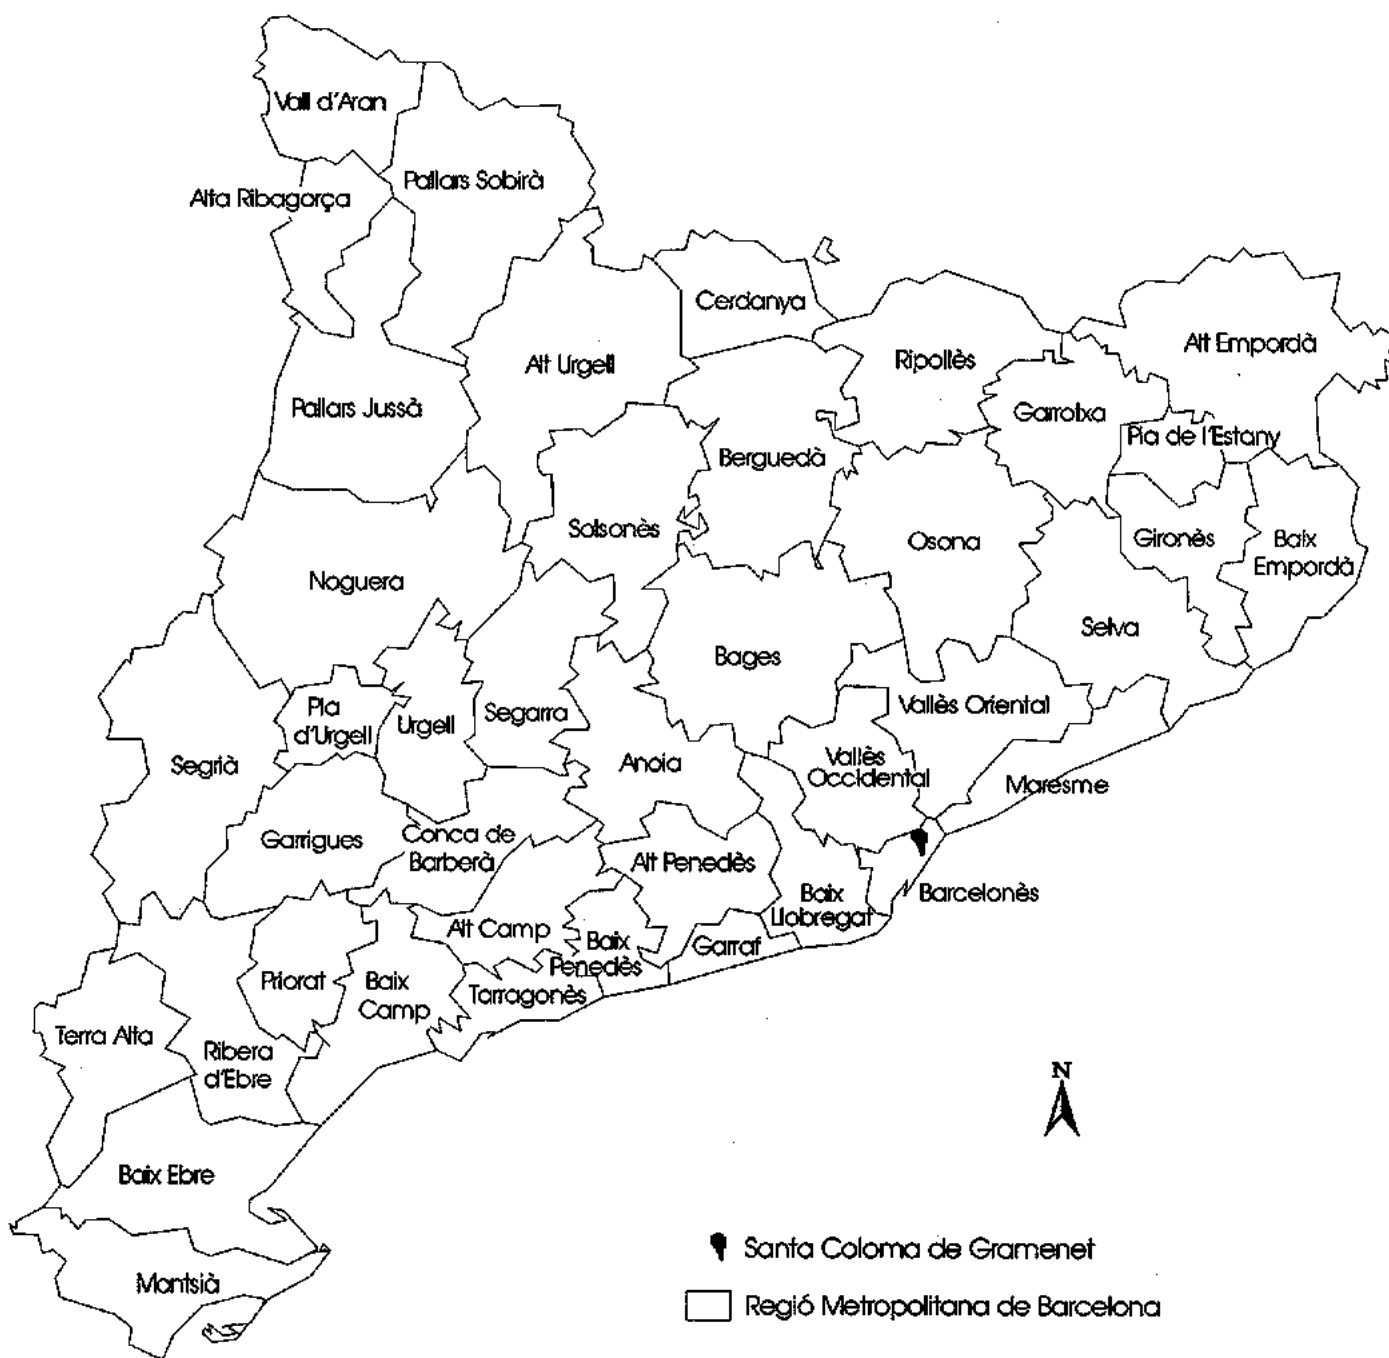 Vall d'Aran
Alta Ribagorça
Pallars Sobirà
Cerdanya
Alt Urgell
Ripollès
Alt Empordà
Pallars Jussà
Garrotxa
Pla de l'Estany
Berguedà
Solsonès
Osona
Gironès
Baix
Empordà
Noguera
Selva
Bages
Pla
d'Urgell
Urgell
Segarra
Vallès Oriental
Segrià
Anoia
Vallès
Occidental
Maresme
Garrigues
Conca de
Barberà
Alt Penedès
Baix
Llobregat
Barcelonès
Alt Camp
Baix
Penedès
Garraf
Priorat
Baix
Camp
Tarragonès
Terra Alta
Ribera
d'Ebre
N
Baix Ebre
Santa Coloma de Gramenet
Montsià
Regió Metropolitana de Barcelona